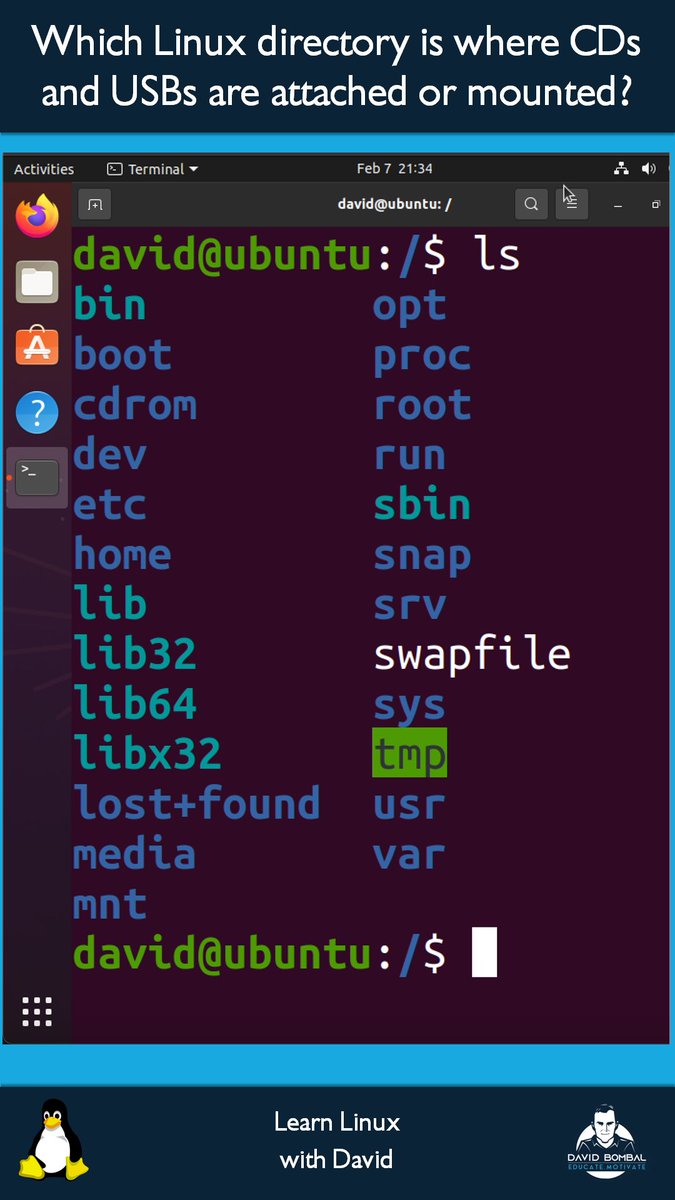 Which Linux directory is where CDs
and USBs are attached or mounted?
Activities Terminal Feb 7 21:34
david@ubuntu: /
david@ubuntu:/$ ls
bin opt
boot proc
cdrom root
dev run
etc sbin
home snap
lib srv
lib32 swapfile
lib64 sys
libx32 tmp
lost+found usr
media var
mnt
david@ubuntu:/$
Learn Linux
with David
DAVID BOMBAL
EDUCATE.MOTIVATE